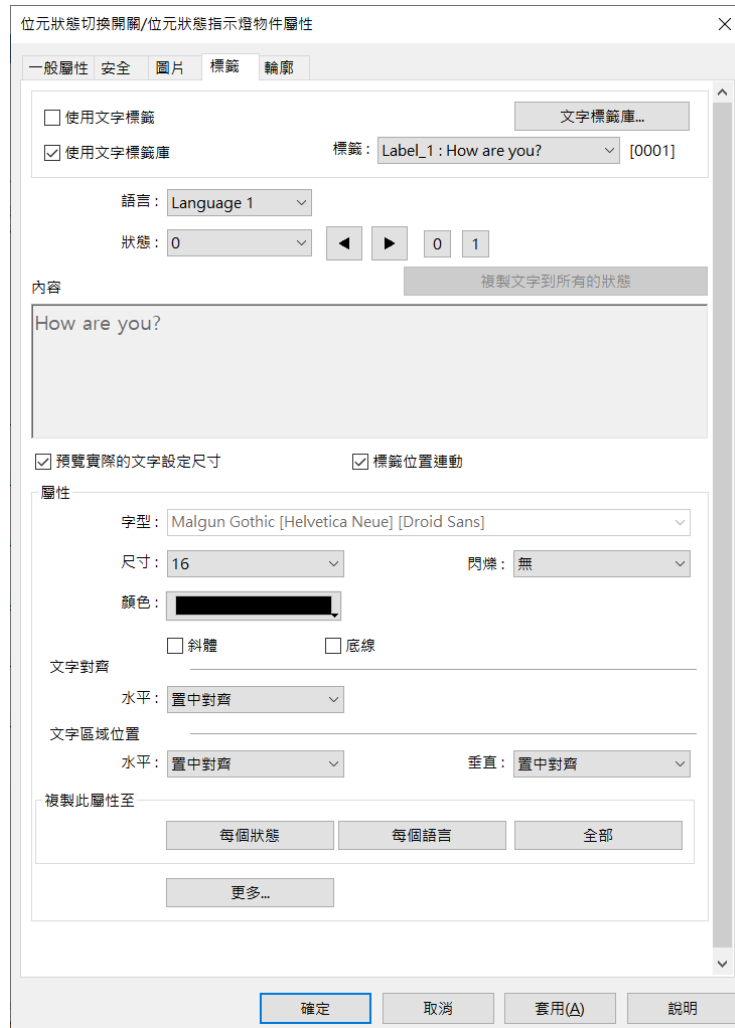 位元狀態切換開關/位元狀態指示燈物件屬性
一般屬性 安全 圖片 標籤 輪廓
使用文字標籤 文字標籤庫...
使用文字標籤庫 標籤： Label_1 : How are you? [0001]
語言： Language 1
狀態： 0 0 1
複製文字到所有的狀態
內容
How are you?
預覽實際的文字設定尺寸 標籤位置連動
屬性
字型： Malgun Gothic [Helvetica Neue] [Droid Sans]
尺寸： 16 閃爍： 無
顏色：
斜體 底線
文字對齊
水平： 置中對齊
文字區域位置
水平： 置中對齊 垂直： 置中對齊
複製此屬性至
每個狀態 每個語言 全部
更多...
確定 取消 套用(A) 說明